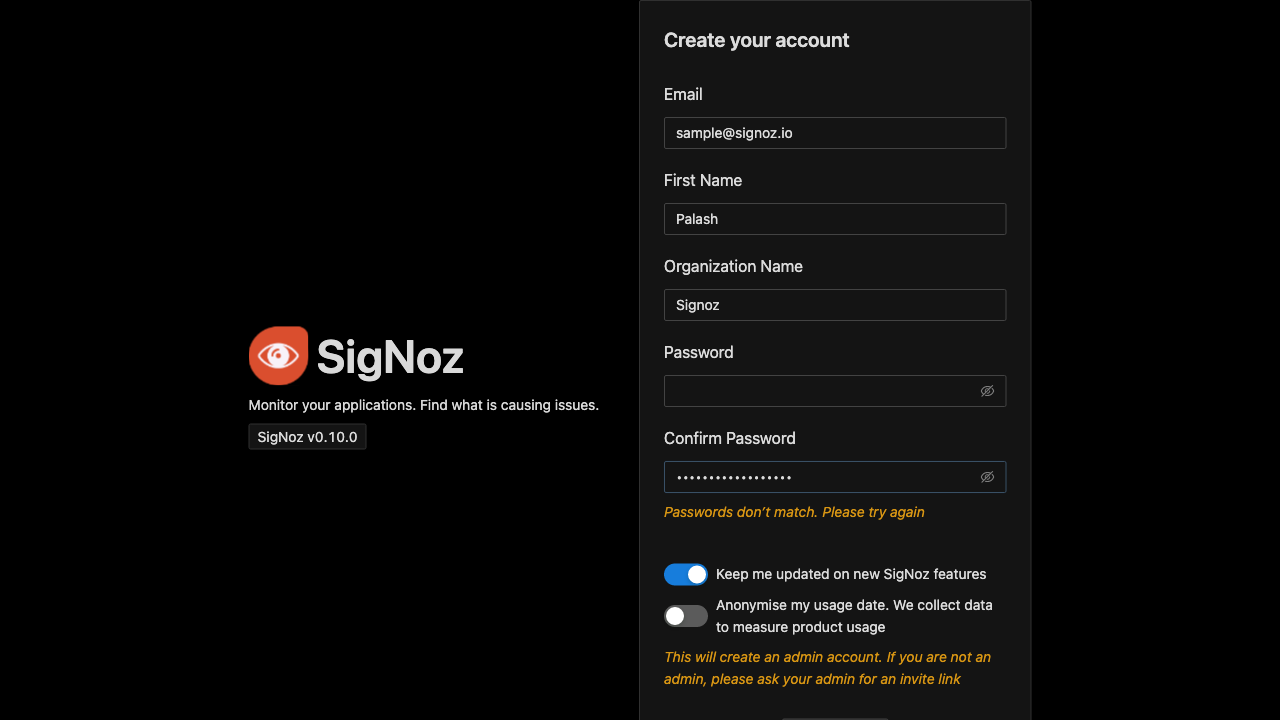 SigNoz
Monitor your applications. Find what is causing issues.
SigNoz v0.10.0
Create your account
Email
sample@signoz.io
First Name
Palash
Organization Name
Signoz
Password
Confirm Password
••••••••••••••••••
Passwords don’t match. Please try again
Keep me updated on new SigNoz features
Anonymise my usage date. We collect data
to measure product usage
This will create an admin account. If you are not an
admin, please ask your admin for an invite link